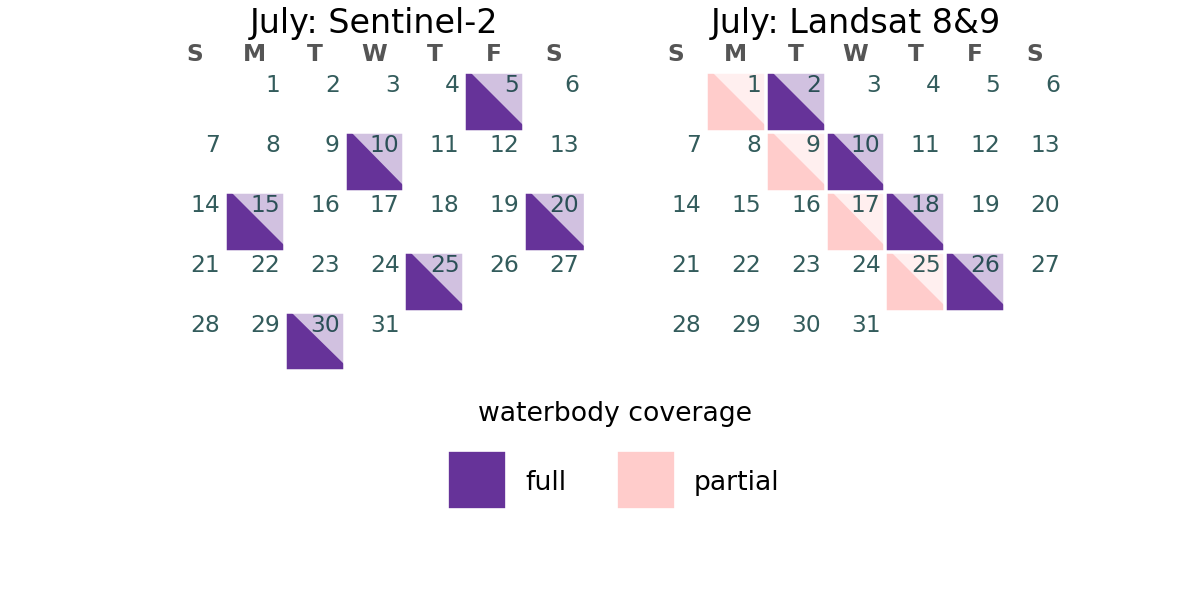 July: Sentinel-2
S M T W T F S
1 2 3 4 5 6
7 8 9 10 11 12 13
14 15 16 17 18 19 20
21 22 23 24 25 26 27
28 29 30 31
July: Landsat 8&9
S M T W T F S
1 2 3 4 5 6
7 8 9 10 11 12 13
14 15 16 17 18 19 20
21 22 23 24 25 26 27
28 29 30 31
waterbody coverage
full partial